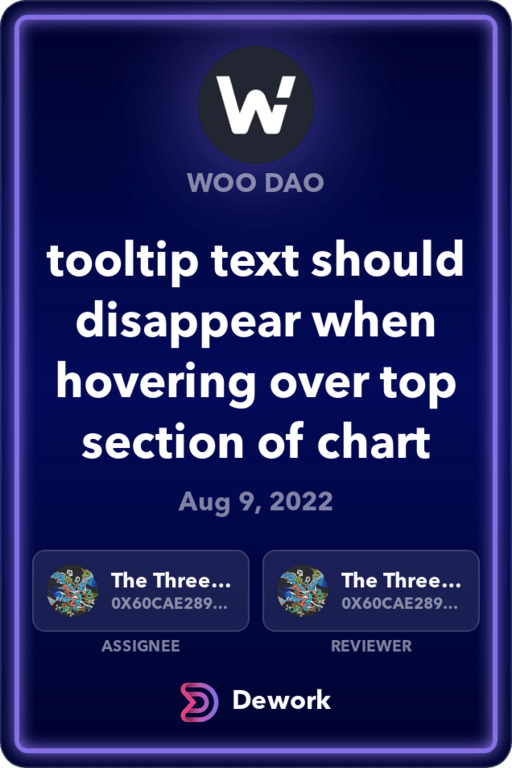 W
WOO DAO
tooltip text should
disappear when
hovering over top
section of chart
Aug 9, 2022
The Three...
0X60CAE289...
ASSIGNEE
The Three...
0X60CAE289...
REVIEWER
Dework